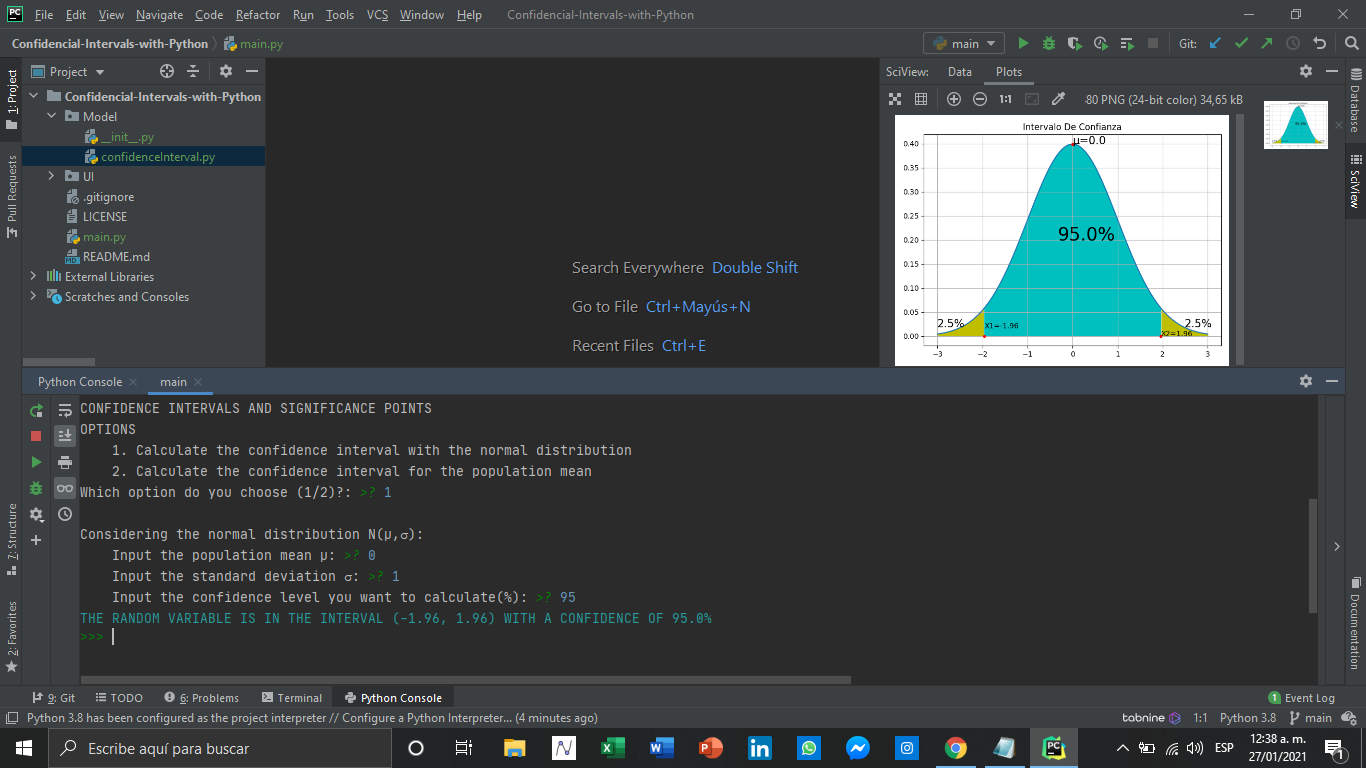 PC File Edit View Navigate Code Refactor Run Tools VCS Window Help Confidencial-Intervals-with-Python
Confidencial-Intervals-with-Python main.py main Git:
1: Project
Pull Requests
7: Structure
2: Favorites
Project
Confidencial-Intervals-with-Python
Model
__init__.py
confidenceInterval.py
UI
.gitignore
LICENSE
main.py
README.md
External Libraries
Scratches and Consoles
Search Everywhere Double Shift
Go to File Ctrl+Mayús+N
Recent Files Ctrl+E
SciView: Data Plots
1:1 80 PNG (24-bit color) 34,65 kB
Intervalo De Confianza
μ=0.0
0.40
0.35
0.30
0.25
0.20
0.15
0.10
0.05
0.00
95.0%
2.5%
X1=-1.96
2.5%
X2=1.96
−3 −2 −1 0 1 2 3
Database
SciView
Documentation
Python Console main
CONFIDENCE INTERVALS AND SIGNIFICANCE POINTS
OPTIONS
1. Calculate the confidence interval with the normal distribution
2. Calculate the confidence interval for the population mean
Which option do you choose (1/2)?: >? 1
Considering the normal distribution N(μ,σ):
Input the population mean μ: >? 0
Input the standard deviation σ: >? 1
Input the confidence level you want to calculate(%): >? 95
THE RANDOM VARIABLE IS IN THE INTERVAL (-1.96, 1.96) WITH A CONFIDENCE OF 95.0%
>>>
9: Git TODO 6: Problems Terminal Python Console 1 Event Log
Python 3.8 has been configured as the project interpreter // Configure a Python Interpreter... (4 minutes ago) tabnine 1:1 Python 3.8 main
Escribe aquí para buscar
ESP
12:38 a. m.
27/01/2021
1